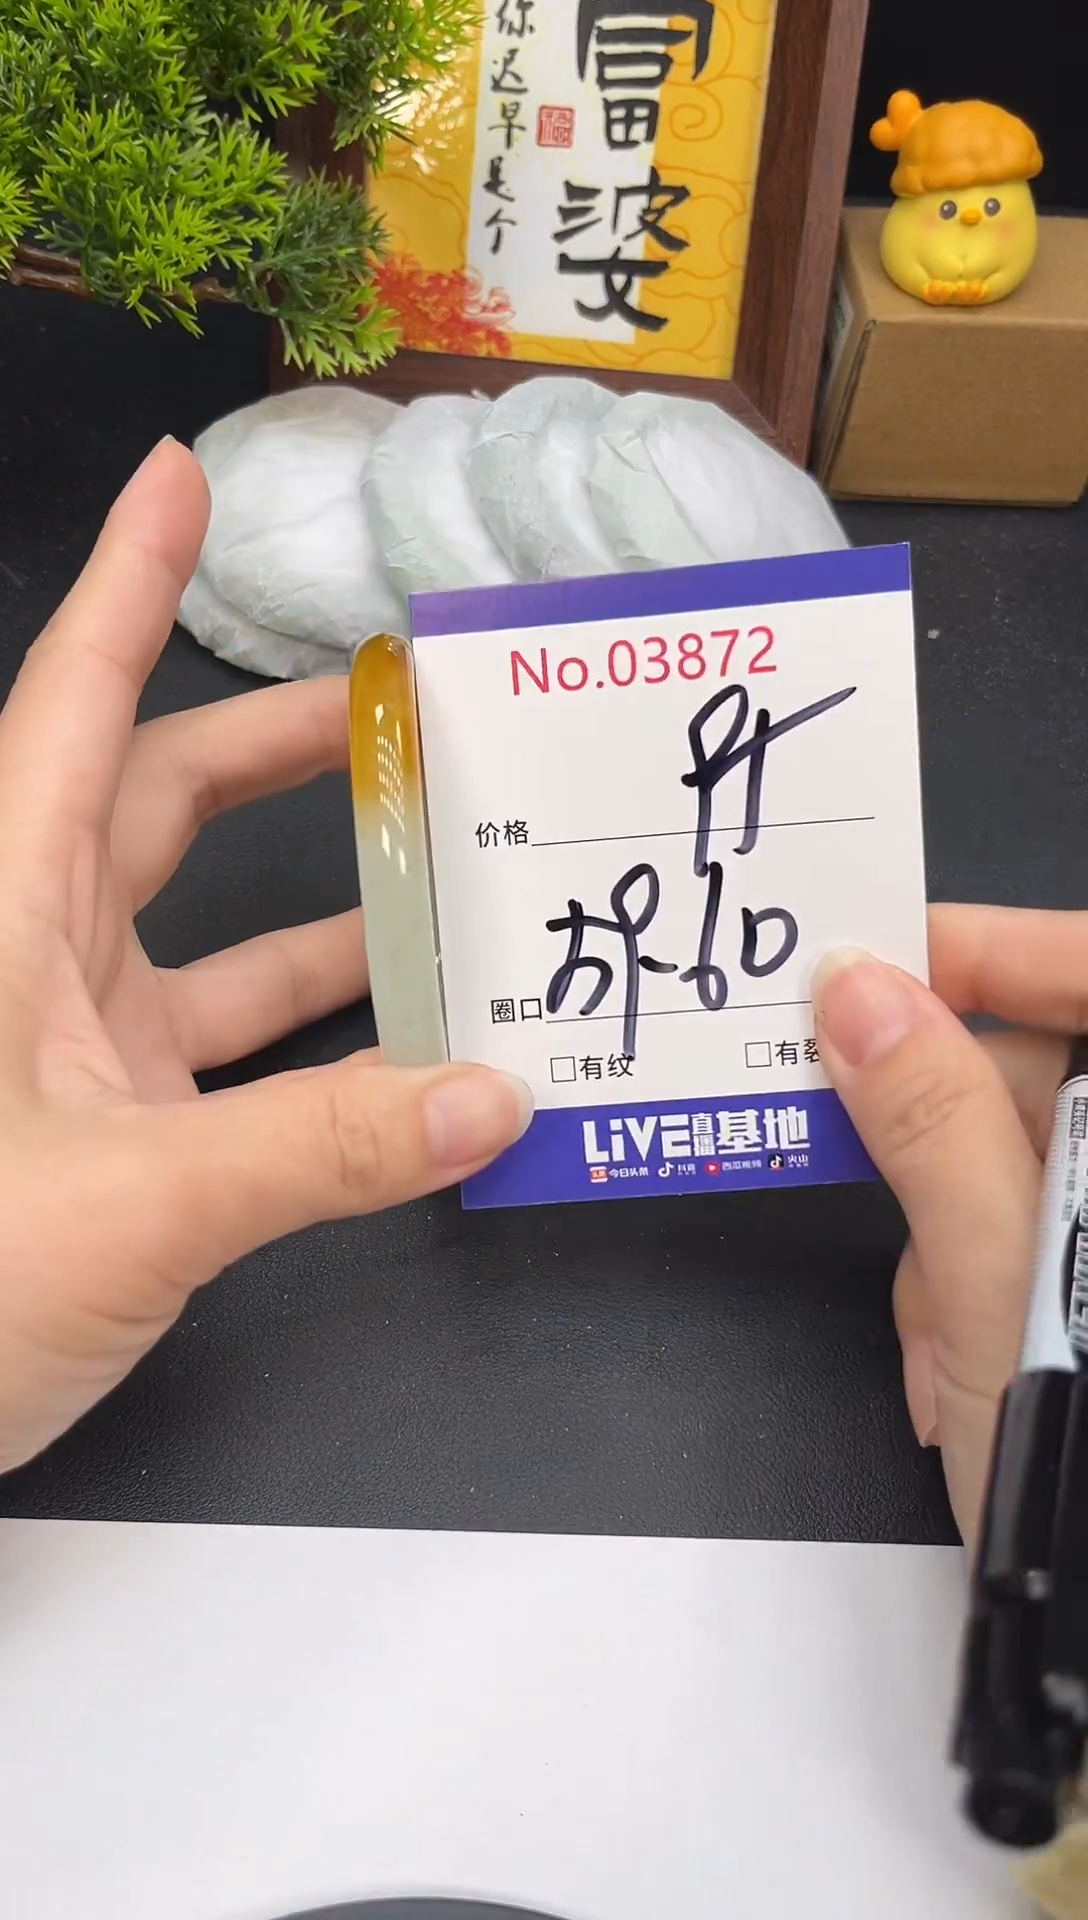 你迟早是个
富婆
No.03872
价格
圈口 60
□有纹 □有裂
LiVE直播基地
今日头条 抖音 西瓜视频 火山